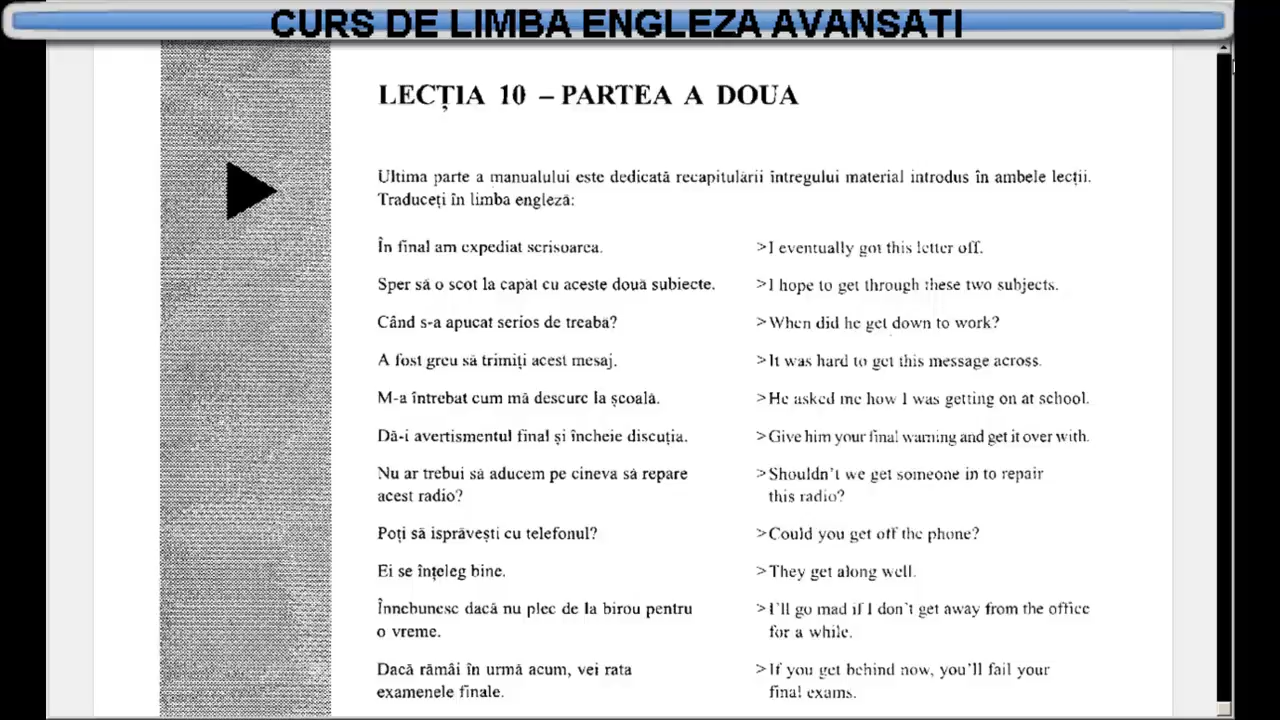 CURS DE LIMBA ENGLEZA AVANSATI
LECȚIA 10 – PARTEA A DOUA
Ultima parte a manualului este dedicată recapitulării întregului material introdus în ambele lecții.
Traduceți în limba engleză:
În final am expediat scrisoarea. >I eventually got this letter off.
Sper să o scot la capăt cu aceste două subiecte. >I hope to get through these two subjects.
Când s-a apucat serios de treabă? >When did he get down to work?
A fost greu să trimiți acest mesaj. >It was hard to get this message across.
M-a întrebat cum mă descurc la școală. >He asked me how I was getting on at school.
Dă-i avertismentul final și încheie discuția. >Give him your final warning and get it over with.
Nu ar trebui să aducem pe cineva să repare >Shouldn't we get someone in to repair
acest radio? this radio?
Poți să isprăvești cu telefonul? >Could you get off the phone?
Ei se înțeleg bine. >They get along well.
Înnebunesc dacă nu plec de la birou pentru >I'll go mad if I don't get away from the office
o vreme. for a while.
Dacă rămâi în urmă acum, vei rata >If you get behind now, you'll fail your
examenele finale. final exams.